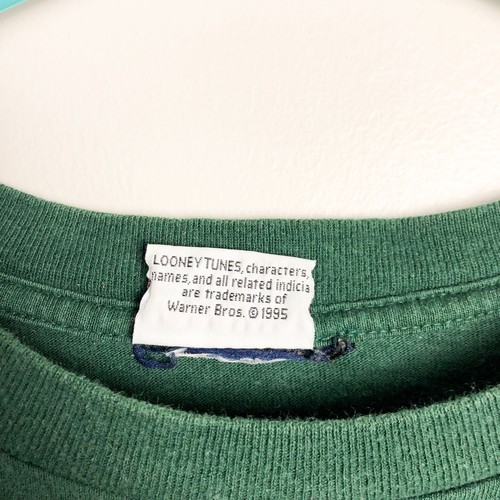 LOONEY TUNES, characters,
names, and all related indicia
are trademarks of
Warner Bros. © 1995